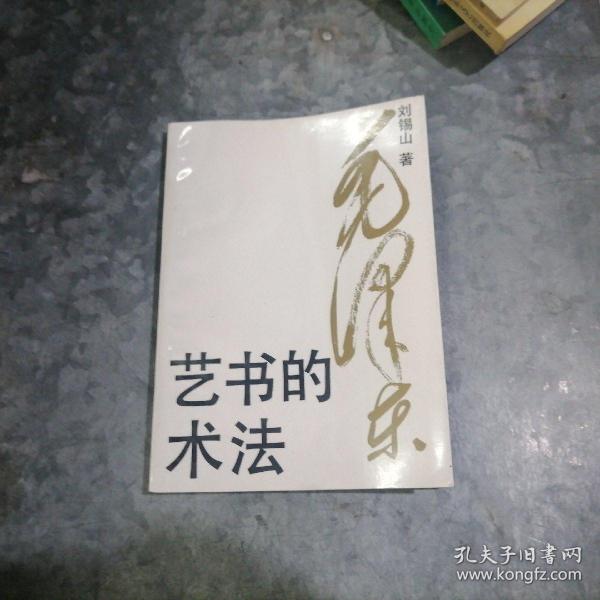 刘锡山 著
毛泽东
艺书的
术法
孔夫子旧书网
www.kongfz.com